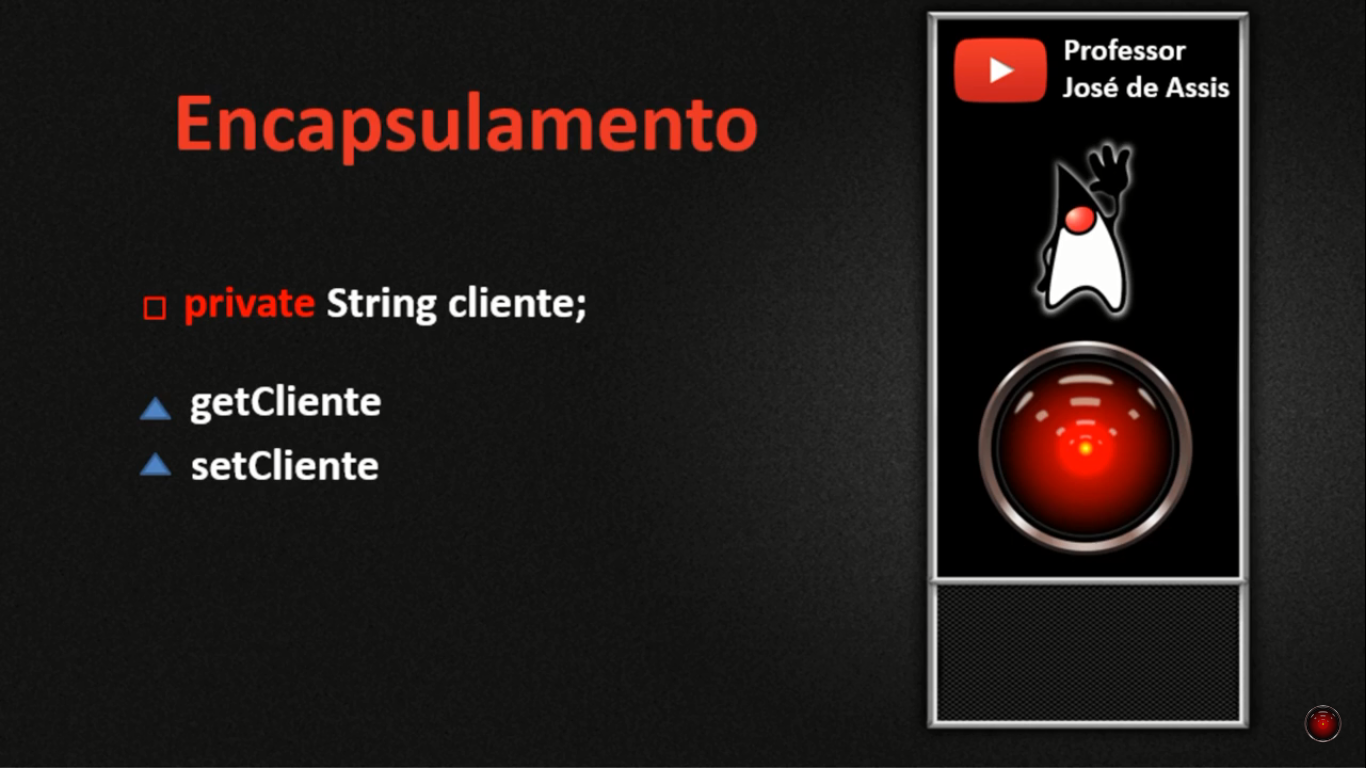 Encapsulamento
private String cliente;
getCliente
setCliente
Professor
José de Assis